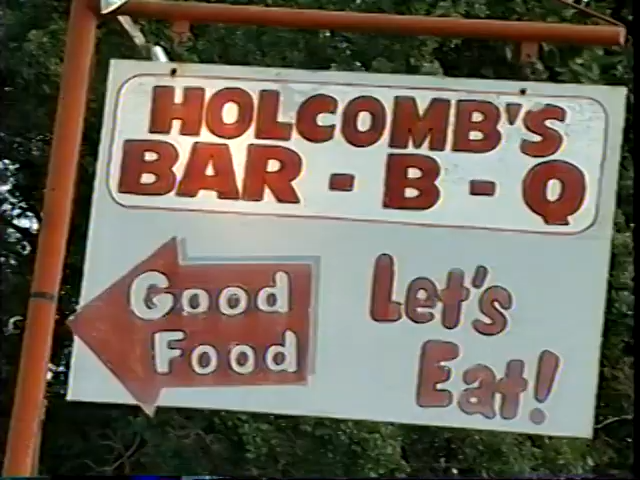 HOLCOMB'S
BAR - B - Q
Good
Food
Let's
Eat!